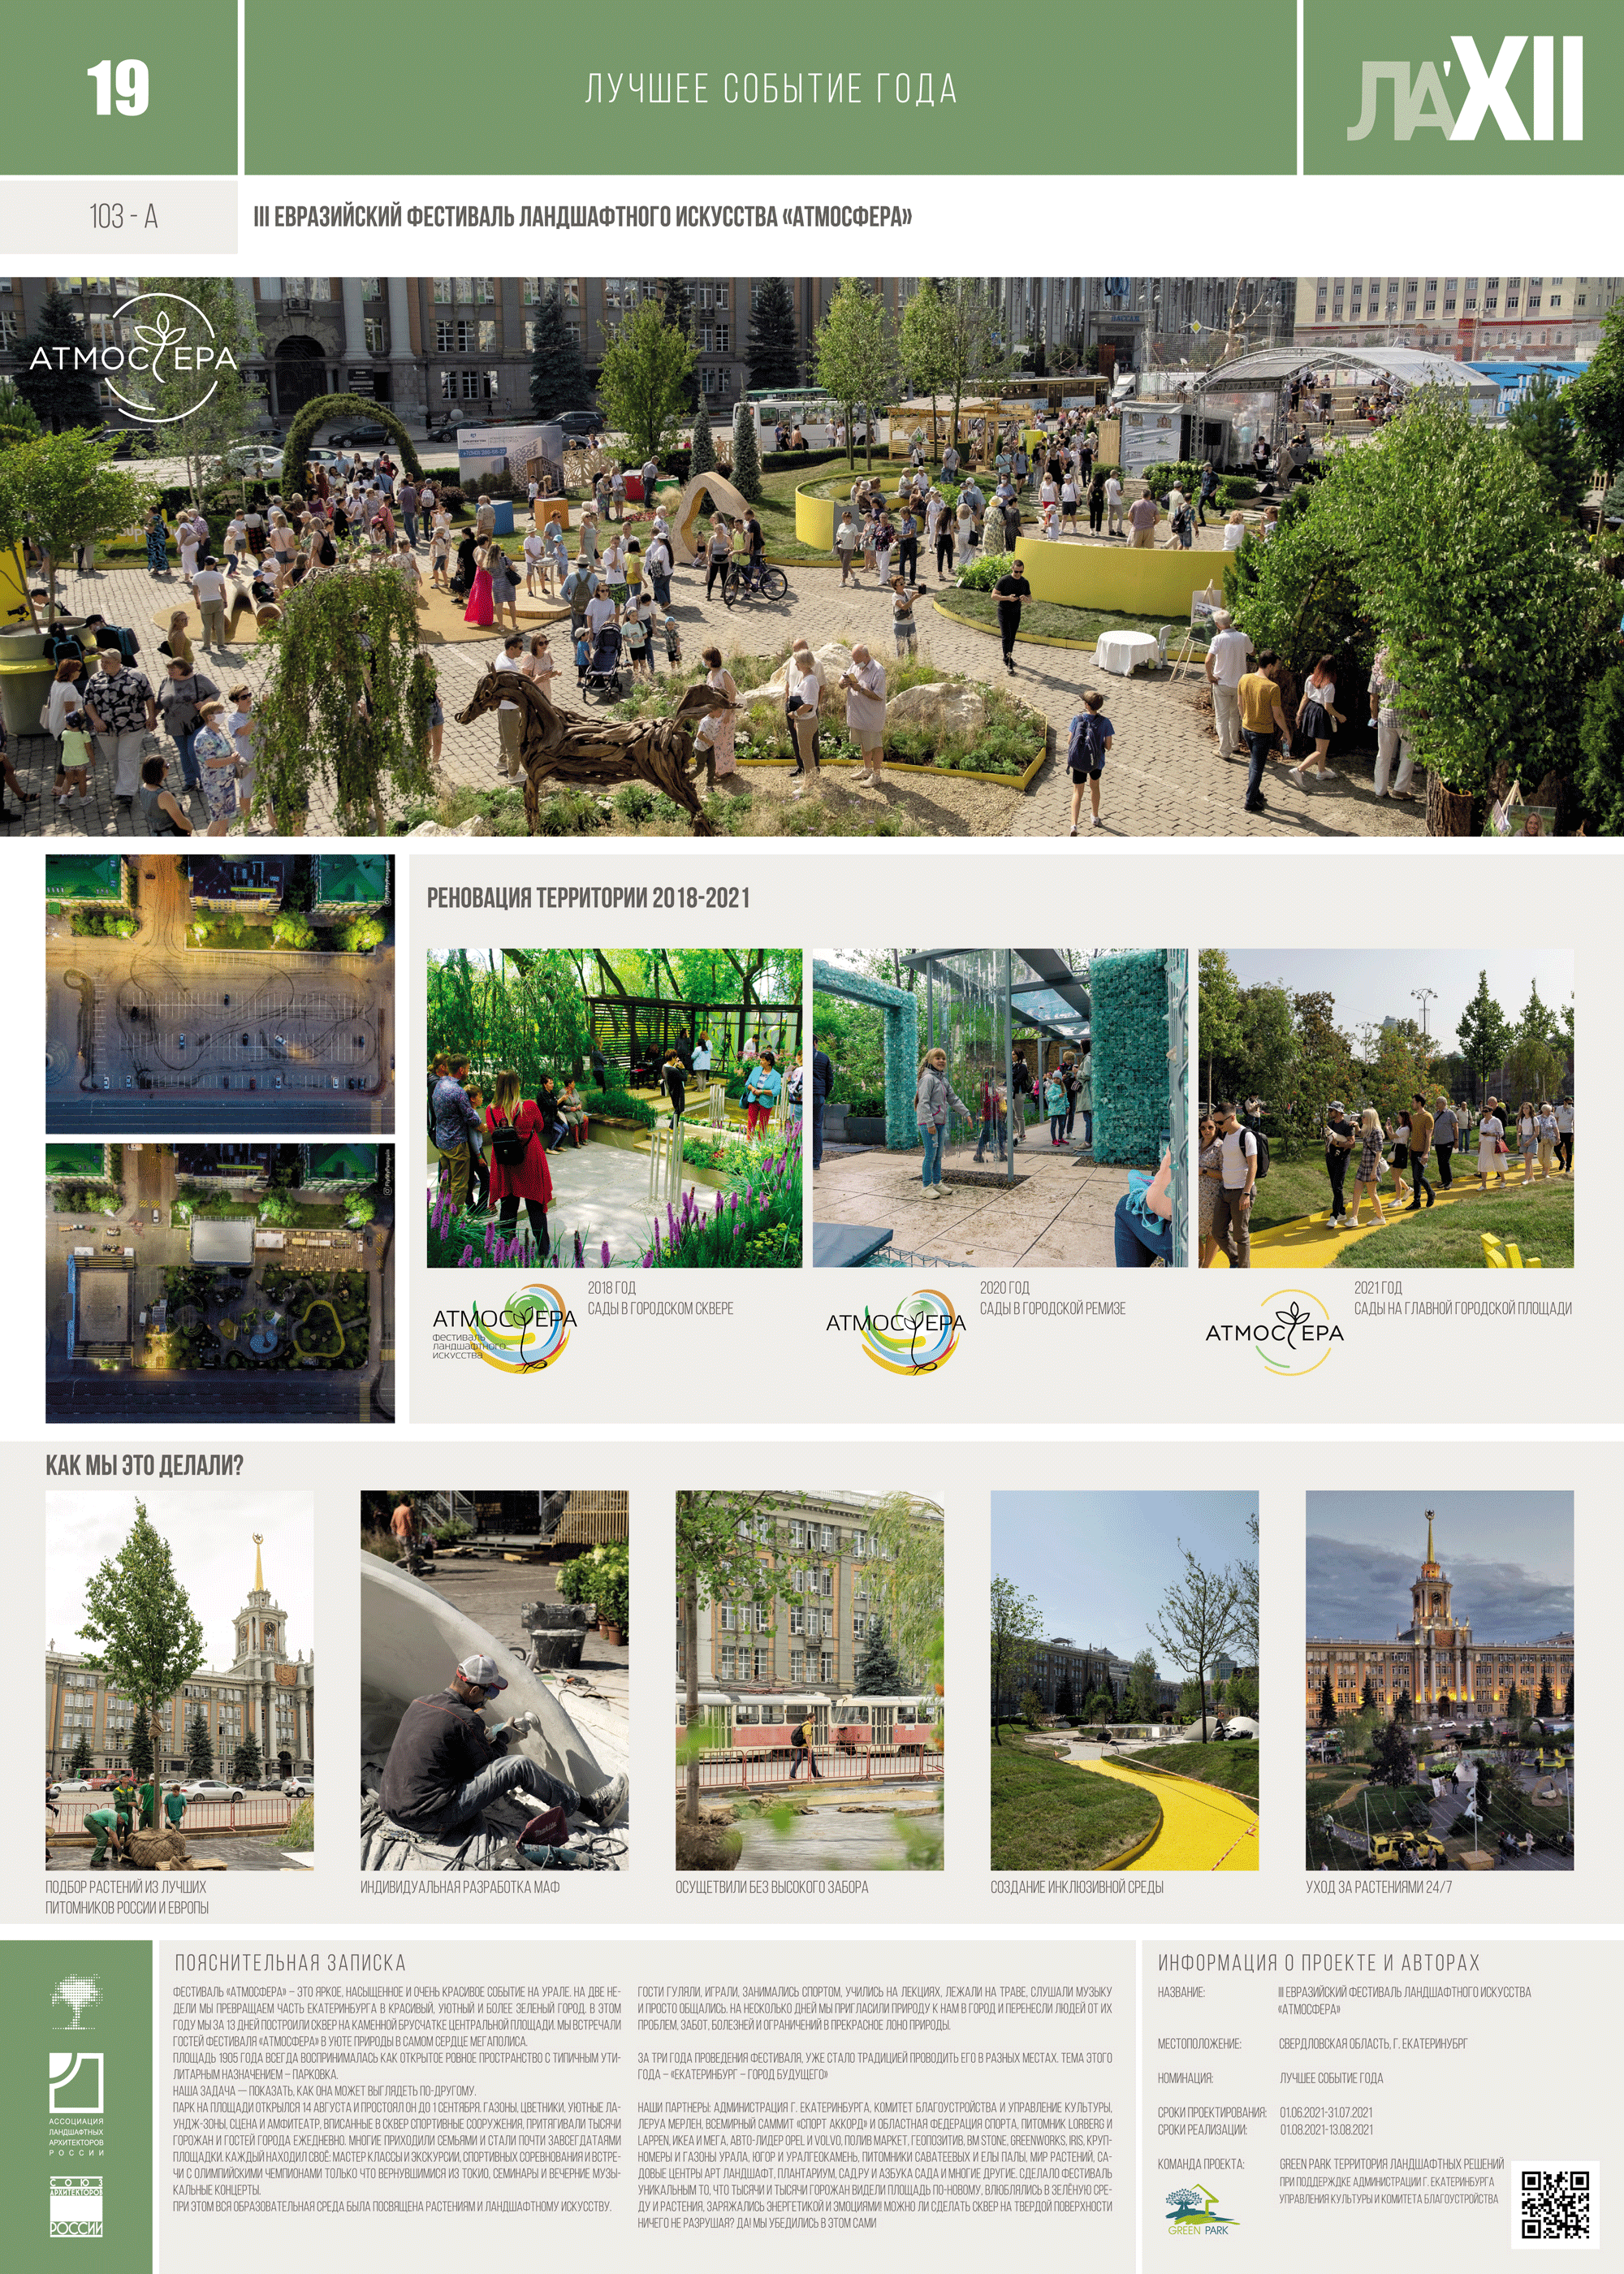 19
ЛУЧШЕЕ СОБЫТИЕ ГОДА
ЛА'XII
103 - А
III ЕВРАЗИЙСКИЙ ФЕСТИВАЛЬ ЛАНДШАФТНОГО ИСКУССТВА «АТМОСФЕРА»
АТМОСФЕРА
РЕНОВАЦИЯ ТЕРРИТОРИИ 2018-2021
АТМОСФЕРА
фестиваль
ландшафтного
искусства
2018 ГОД
САДЫ В ГОРОДСКОМ СКВЕРЕ
АТМОСФЕРА
2020 ГОД
САДЫ В ГОРОДСКОЙ РЕМИЗЕ
АТМОСФЕРА
2021 ГОД
САДЫ НА ГЛАВНОЙ ГОРОДСКОЙ ПЛОЩАДИ
КАК МЫ ЭТО ДЕЛАЛИ?
ПОДБОР РАСТЕНИЙ ИЗ ЛУЧШИХ
ПИТОМНИКОВ РОССИИ И ЕВРОПЫ
ИНДИВИДУАЛЬНАЯ РАЗРАБОТКА МАФ
ОСУЩЕТВИЛИ БЕЗ ВЫСОКОГО ЗАБОРА
СОЗДАНИЕ ИНКЛЮЗИВНОЙ СРЕДЫ
УХОД ЗА РАСТЕНИЯМИ 24/7
АССОЦИАЦИЯ
ЛАНДШАФТНЫХ
АРХИТЕКТОРОВ
РОССИИ
СОЮЗ
АРХИТЕКТОРОВ
РОССИИ
ПОЯСНИТЕЛЬНАЯ ЗАПИСКА
ФЕСТИВАЛЬ «АТМОСФЕРА» – ЭТО ЯРКОЕ, НАСЫЩЕННОЕ И ОЧЕНЬ КРАСИВОЕ СОБЫТИЕ НА УРАЛЕ. НА ДВЕ НЕ-
ДЕЛИ МЫ ПРЕВРАЩАЕМ ЧАСТЬ ЕКАТЕРИНБУРГА В КРАСИВЫЙ, УЮТНЫЙ И БОЛЕЕ ЗЕЛЕНЫЙ ГОРОД. В ЭТОМ
ГОДУ МЫ ЗА 13 ДНЕЙ ПОСТРОИЛИ СКВЕР НА КАМЕННОЙ БРУСЧАТКЕ ЦЕНТРАЛЬНОЙ ПЛОЩАДИ. МЫ ВСТРЕЧАЛИ
ГОСТЕЙ ФЕСТИВАЛЯ «АТМОСФЕРА» В УЮТЕ ПРИРОДЫ В САМОМ СЕРДЦЕ МЕГАПОЛИСА.
ПЛОЩАДЬ 1905 ГОДА ВСЕГДА ВОСПРИНИМАЛАСЬ КАК ОТКРЫТОЕ РОВНОЕ ПРОСТРАНСТВО С ТИПИЧНЫМ УТИ-
ЛИТАРНЫМ НАЗНАЧЕНИЕМ – ПАРКОВКА.
НАША ЗАДАЧА — ПОКАЗАТЬ, КАК ОНА МОЖЕТ ВЫГЛЯДЕТЬ ПО-ДРУГОМУ.
ПАРК НА ПЛОЩАДИ ОТКРЫЛСЯ 14 АВГУСТА И ПРОСТОЯЛ ОН ДО 1 СЕНТЯБРЯ. ГАЗОНЫ, ЦВЕТНИКИ, УЮТНЫЕ ЛА-
УНДЖ-ЗОНЫ, СЦЕНА И АМФИТЕАТР, ВПИСАННЫЕ В СКВЕР СПОРТИВНЫЕ СООРУЖЕНИЯ, ПРИТЯГИВАЛИ ТЫСЯЧИ
ГОРОЖАН И ГОСТЕЙ ГОРОДА ЕЖЕДНЕВНО. МНОГИЕ ПРИХОДИЛИ СЕМЬЯМИ И СТАЛИ ПОЧТИ ЗАВСЕГДАТАЯМИ
ПЛОЩАДКИ. КАЖДЫЙ НАХОДИЛ СВОЁ: МАСТЕР КЛАССЫ И ЭКСКУРСИИ, СПОРТИВНЫХ СОРЕВНОВАНИЯ И ВСТРЕ-
ЧИ С ОЛИМПИЙСКИМИ ЧЕМПИОНАМИ ТОЛЬКО ЧТО ВЕРНУВШИМИСЯ ИЗ ТОКИО, СЕМИНАРЫ И ВЕЧЕРНИЕ МУЗЫ-
КАЛЬНЫЕ КОНЦЕРТЫ.
ПРИ ЭТОМ ВСЯ ОБРАЗОВАТЕЛЬНАЯ СРЕДА БЫЛА ПОСВЯЩЕНА РАСТЕНИЯМ И ЛАНДШАФТНОМУ ИСКУССТВУ.
ГОСТИ ГУЛЯЛИ, ИГРАЛИ, ЗАНИМАЛИСЬ СПОРТОМ, УЧИЛИСЬ НА ЛЕКЦИЯХ, ЛЕЖАЛИ НА ТРАВЕ, СЛУШАЛИ МУЗЫКУ
И ПРОСТО ОБЩАЛИСЬ. НА НЕСКОЛЬКО ДНЕЙ МЫ ПРИГЛАСИЛИ ПРИРОДУ К НАМ В ГОРОД И ПЕРЕНЕСЛИ ЛЮДЕЙ ОТ ИХ
ПРОБЛЕМ, ЗАБОТ, БОЛЕЗНЕЙ И ОГРАНИЧЕНИЙ В ПРЕКРАСНОЕ ЛОНО ПРИРОДЫ.
ЗА ТРИ ГОДА ПРОВЕДЕНИЯ ФЕСТИВАЛЯ, УЖЕ СТАЛО ТРАДИЦИЕЙ ПРОВОДИТЬ ЕГО В РАЗНЫХ МЕСТАХ. ТЕМА ЭТОГО
ГОДА – «ЕКАТЕРИНБУРГ – ГОРОД БУДУЩЕГО»
НАШИ ПАРТНЕРЫ: АДМИНИСТРАЦИЯ Г. ЕКАТЕРИНБУРГА, КОМИТЕТ БЛАГОУСТРОЙСТВА И УПРАВЛЕНИЕ КУЛЬТУРЫ,
ЛЕРУА МЕРЛЕН, ВСЕМИРНЫЙ САММИТ «СПОРТ АККОРД» И ОБЛАСТНАЯ ФЕДЕРАЦИЯ СПОРТА, ПИТОМНИК LORBERG И
LAPPEN, ИКЕА И МЕГА, АВТО-ЛИДЕР OPEL И VOLVO, ПОЛИВ МАРКЕТ, ГЕОПОЗИТИВ, BM STONE, GREENWORKS, IRIS, КРУП-
НОМЕРЫ И ГАЗОНЫ УРАЛА, ЮГОР И УРАЛГЕОКАМЕНЬ, ПИТОМНИКИ САВАТЕЕВЫХ И ЕЛЫ ПАЛЫ, МИР РАСТЕНИЙ, СА-
ДОВЫЕ ЦЕНТРЫ АРТ ЛАНДШАФТ, ПЛАНТАРИУМ, САД.РУ И АЗБУКА САДА И МНОГИЕ ДРУГИЕ. СДЕЛАЛО ФЕСТИВАЛЬ
УНИКАЛЬНЫМ ТО, ЧТО ТЫСЯЧИ И ТЫСЯЧИ ГОРОЖАН ВИДЕЛИ ПЛОЩАДЬ ПО-НОВОМУ, ВЛЮБЛЯЛИСЬ В ЗЕЛЁНУЮ СРЕ-
ДУ И РАСТЕНИЯ, ЗАРЯЖАЛИСЬ ЭНЕРГЕТИКОЙ И ЭМОЦИЯМИ! МОЖНО ЛИ СДЕЛАТЬ СКВЕР НА ТВЕРДОЙ ПОВЕРХНОСТИ
НИЧЕГО НЕ РАЗРУШАЯ? ДА! МЫ УБЕДИЛИСЬ В ЭТОМ САМИ
ИНФОРМАЦИЯ О ПРОЕКТЕ И АВТОРАХ
НАЗВАНИЕ: III ЕВРАЗИЙСКИЙ ФЕСТИВАЛЬ ЛАНДШАФТНОГО ИСКУССТВА
«АТМОСФЕРА»
МЕСТОПОЛОЖЕНИЕ: СВЕРДЛОВСКАЯ ОБЛАСТЬ, Г. ЕКАТЕРИНУБРГ
НОМИНАЦИЯ: ЛУЧШЕЕ СОБЫТИЕ ГОДА
СРОКИ ПРОЕКТИРОВАНИЯ: 01.06.2021-31.07.2021
СРОКИ РЕАЛИЗАЦИИ: 01.08.2021-13.08.2021
КОМАНДА ПРОЕКТА: GREEN PARK ТЕРРИТОРИЯ ЛАНДШАФТНЫХ РЕШЕНИЙ
ПРИ ПОДДЕРЖКЕ АДМИНИСТРАЦИИ Г. ЕКАТЕРИНБУРГА
УПРАВЛЕНИЯ КУЛЬТУРЫ И КОМИТЕТА БЛАГОУСТРОЙСТВА
GREEN PARK